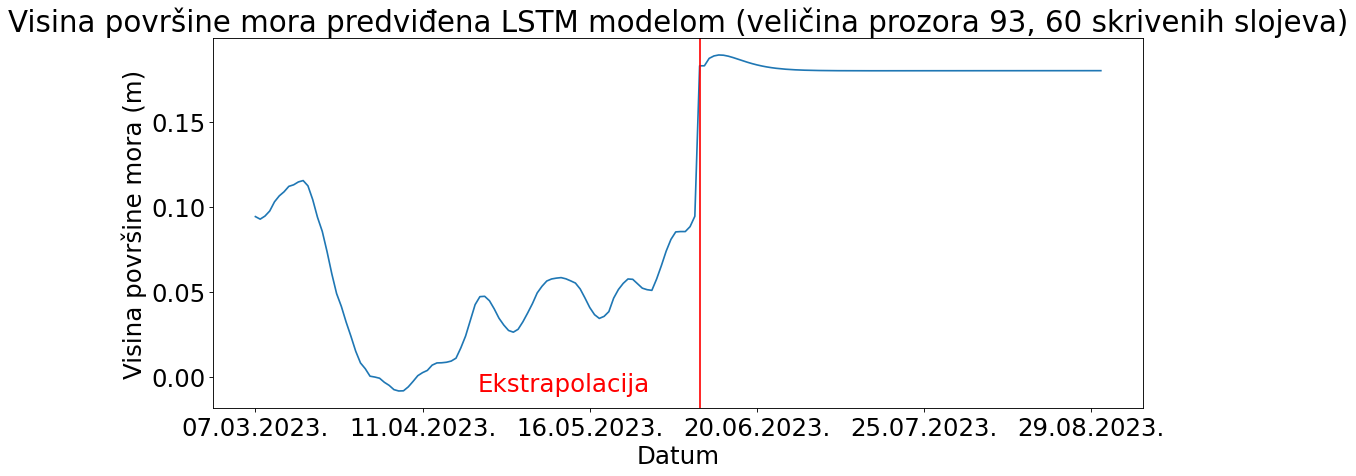 Visina površine mora predviđena LSTM modelom (veličina prozora 93, 60 skrivenih slojeva)
Visina površine mora (m)
0.15
0.10
0.05
0.00
Ekstrapolacija
07.03.2023. 11.04.2023. 16.05.2023. 20.06.2023. 25.07.2023. 29.08.2023.
Datum